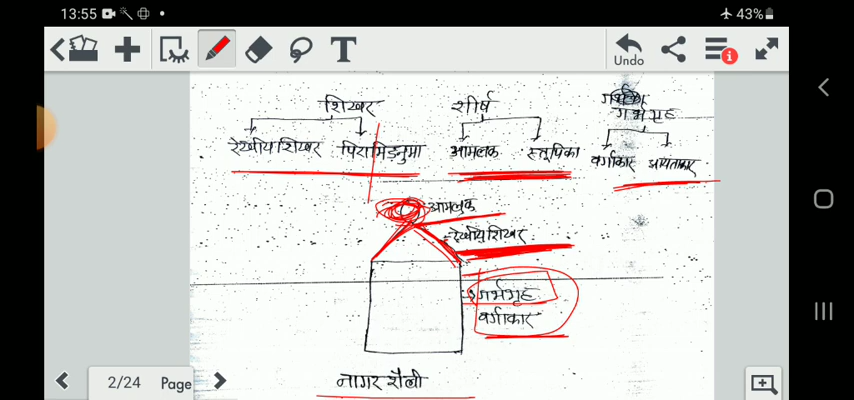 13:55
43%
T
Undo
शिखर
शीर्ष
गर्भगृह
रेखीय शिखर
पिरामिडनुमा
आमलक
स्तूपिका
वर्गाकार
आयताकार
आमलक
रेखीय शिखर
गर्भगृह
वर्गाकार
नागर शैली
2/24 Page